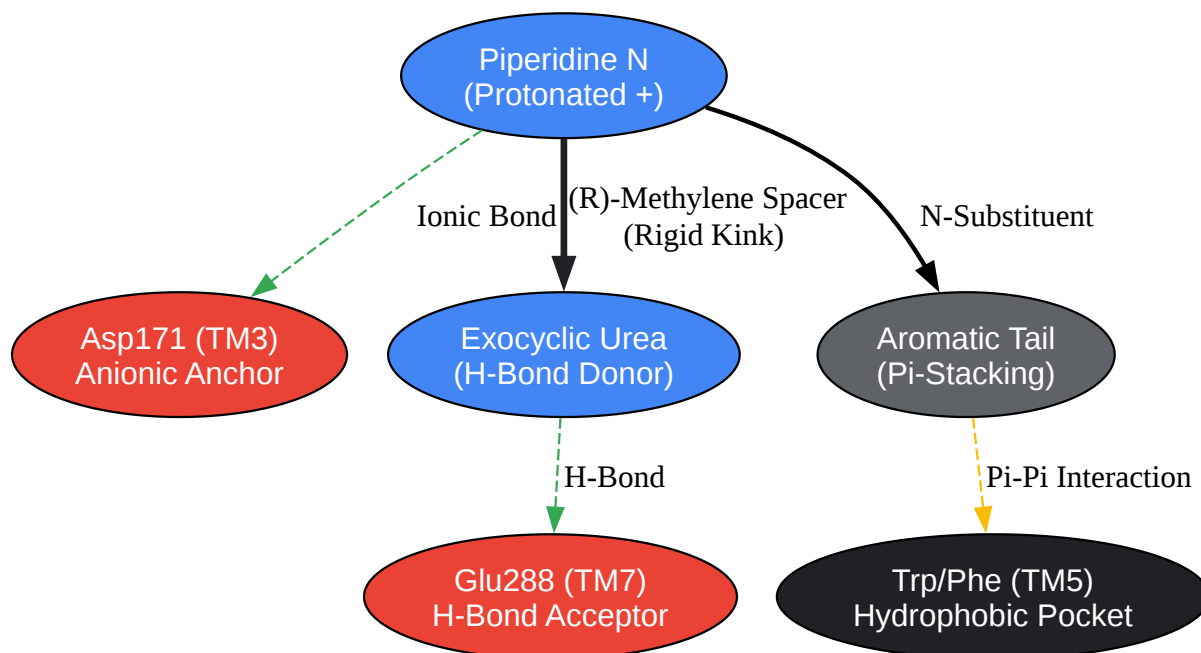 Piperidine N
(Protonated +)
Ionic Bond
(R)-Methylene Spacer
(Rigid Kink)
N-Substituent
Asp171 (TM3)
Anionic Anchor
Exocyclic Urea
(H-Bond Donor)
Aromatic Tail
(Pi-Stacking)
H-Bond
Pi-Pi Interaction
Glu288 (TM7)
H-Bond Acceptor
Trp/Phe (TM5)
Hydrophobic Pocket